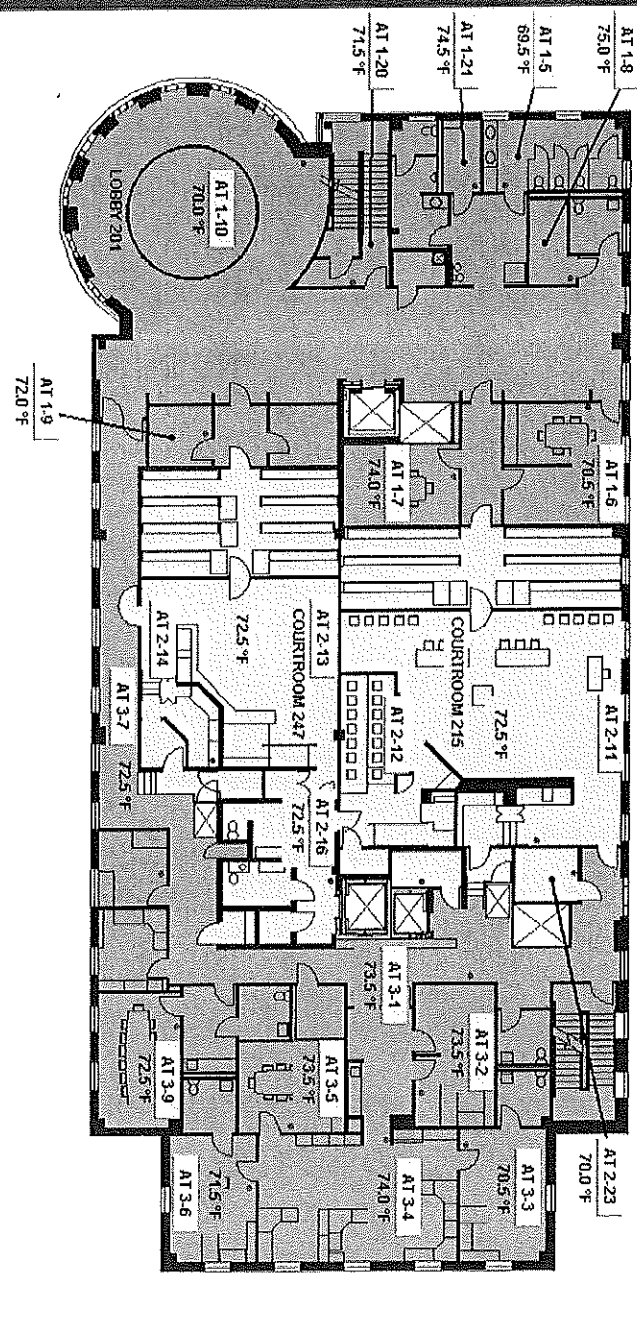 AT 1-8
75.0 °F
AT 1-5
69.5 °F
AT 1-21
74.5 °F
AT 1-20
71.5 °F
AT 1-10
70.0 °F
LOBBY 201
AT 1-9
72.0 °F
AT 1-6
70.5 °F
AT 1-7
74.0 °F
AT 2-11
72.5 °F
COURTROOM 215
AT 2-12
AT 2-13
COURTROOM 247
72.5 °F
AT 2-14
AT 2-16
72.5 °F
AT 3-7
72.5 °F
AT 2-23
70.0 °F
AT 3-1
73.5 °F
AT 3-2
73.5 °F
AT 3-3
70.5 °F
AT 3-4
74.0 °F
AT 3-5
73.5 °F
AT 3-9
72.5 °F
AT 3-6
71.5 °F